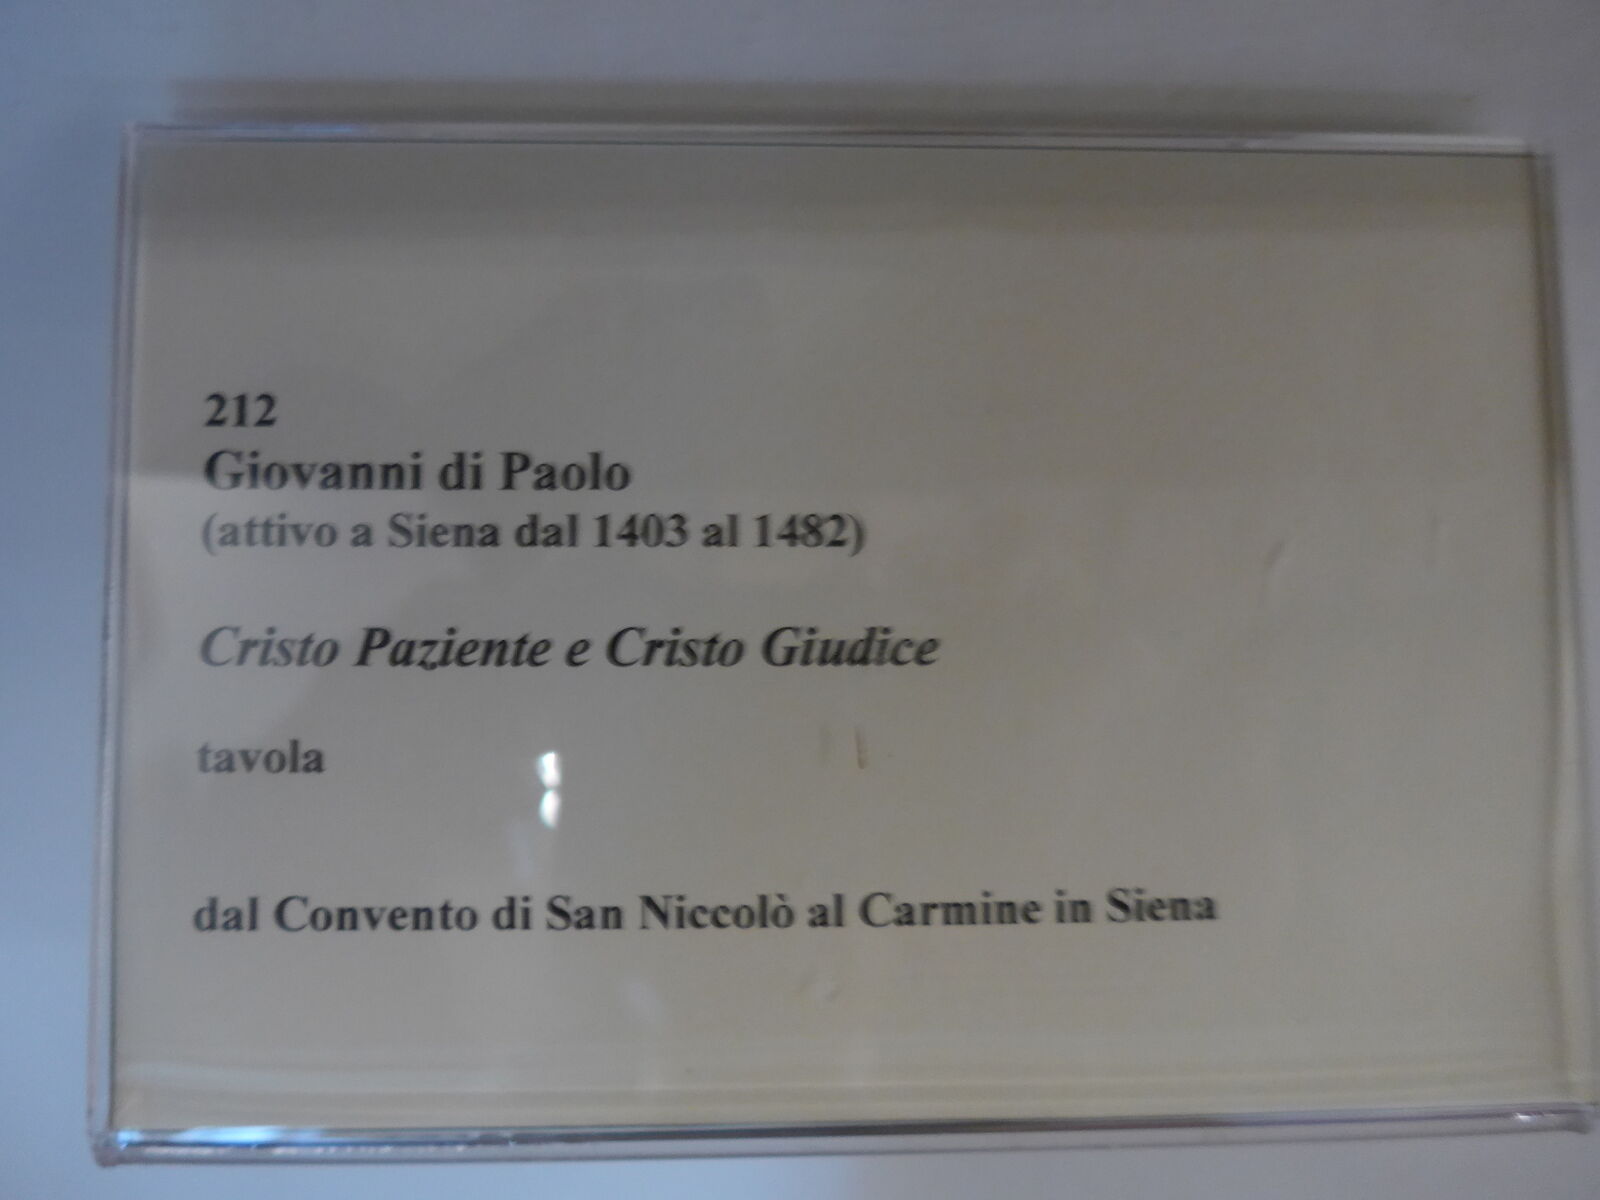 212
Giovanni di Paolo
(attivo a Siena dal 1403 al 1482)
Cristo Paziente e Cristo Giudice
tavola
dal Convento di San Niccolò al Carmine in Siena